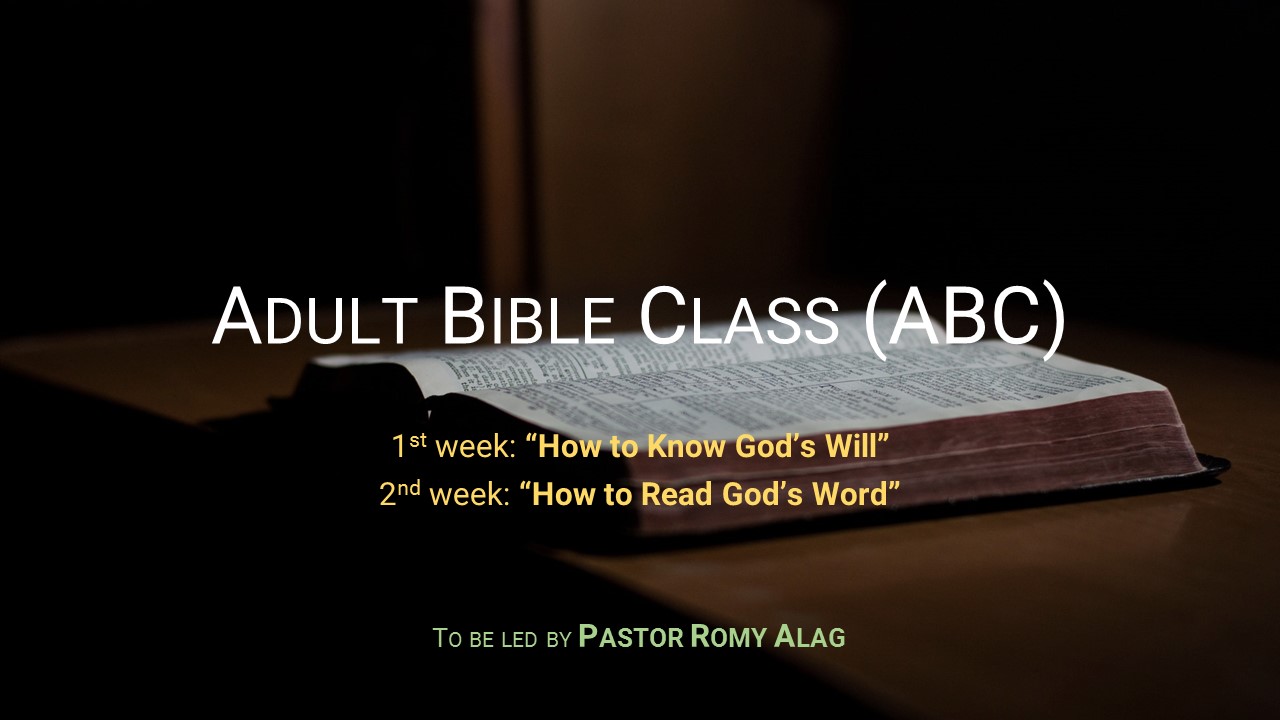 ADULT BIBLE CLASS (ABC)
1st week: “How to Know God’s Will”
2nd week: “How to Read God’s Word”
TO BE LED BY PASTOR ROMY ALAG